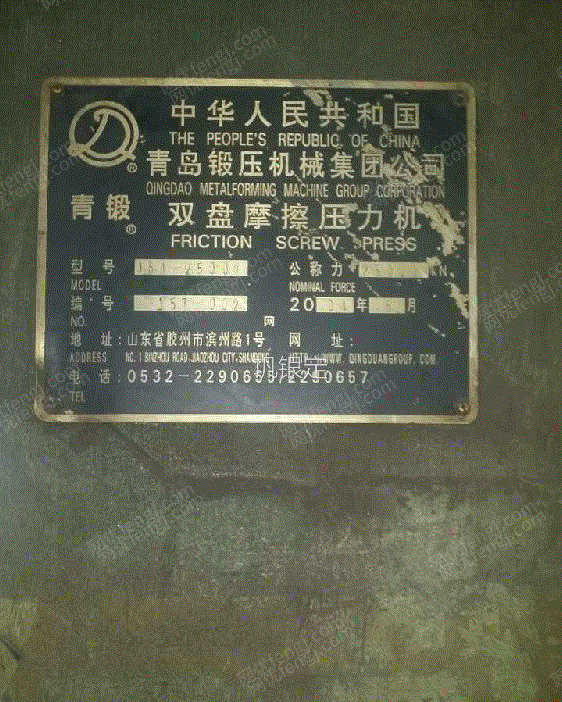 中华人民共和国
THE PEOPLE'S REPUBLIC OF CHINA
青岛锻压机械集团公司
QINGDAO METALFORMING MACHINE GROUP CORPORATION
青锻®
双盘摩擦压力机
FRICTION SCREW PRESS
型号
公称力 KN
MODEL
NOMINAL FORCE
编号
20 年 月
NO.
地址:山东省胶州市滨州路1号 网址:
ADDRESS NO.1 BINZHOU ROAD JIAOZHOU CITY-SHANDONG WWW.QINGDUANGROUP.COM
电话:0532-2290659/2290657
TEL